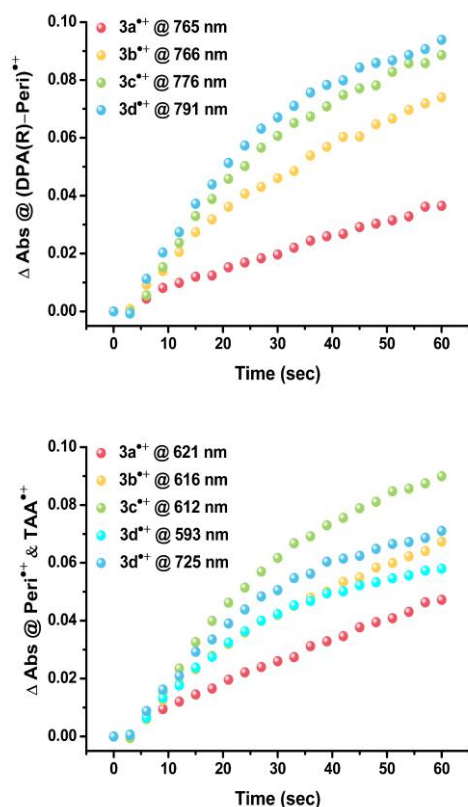 Δ Abs @ (DPA(R)−Peri)•+
0.10
0.08
0.06
0.04
0.02
0.00
3a•+ @ 765 nm
3b•+ @ 766 nm
3c•+ @ 776 nm
3d•+ @ 791 nm
0 10 20 30 40 50 60
Time (sec)
Δ Abs @ Peri•+ & TAA•+
0.10
0.08
0.06
0.04
0.02
0.00
3a•+ @ 621 nm
3b•+ @ 616 nm
3c•+ @ 612 nm
3d•+ @ 593 nm
3d•+ @ 725 nm
0 10 20 30 40 50 60
Time (sec)